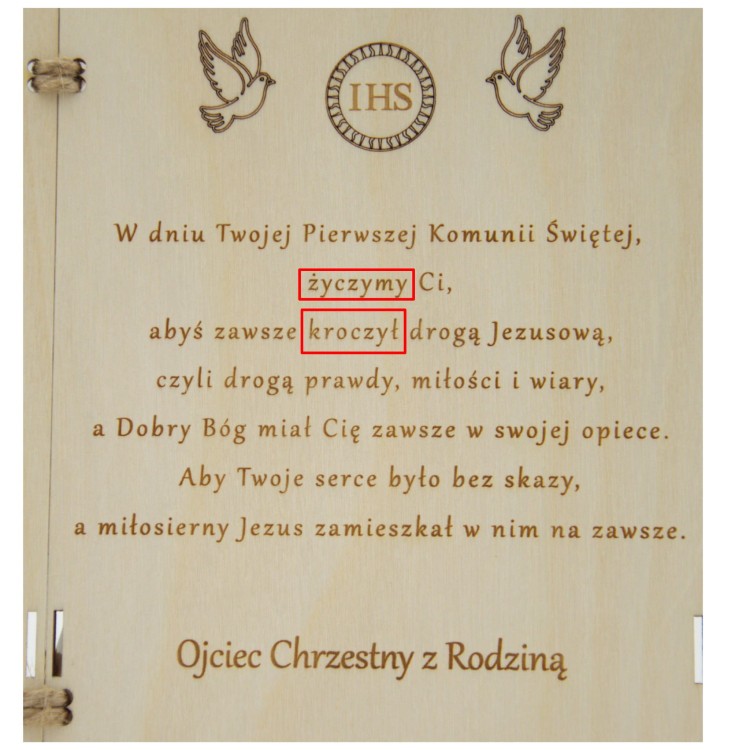 IHS
W dniu Twojej Pierwszej Komunii Świętej,
życzymy Ci,
abyś zawsze kroczył drogą Jezusową,
czyli drogą prawdy, miłości i wiary,
a Dobry Bóg miał Cię zawsze w swojej opiece.
Aby Twoje serce było bez skazy,
a miłosierny Jezus zamieszkał w nim na zawsze.
Ojciec Chrzestny z Rodziną